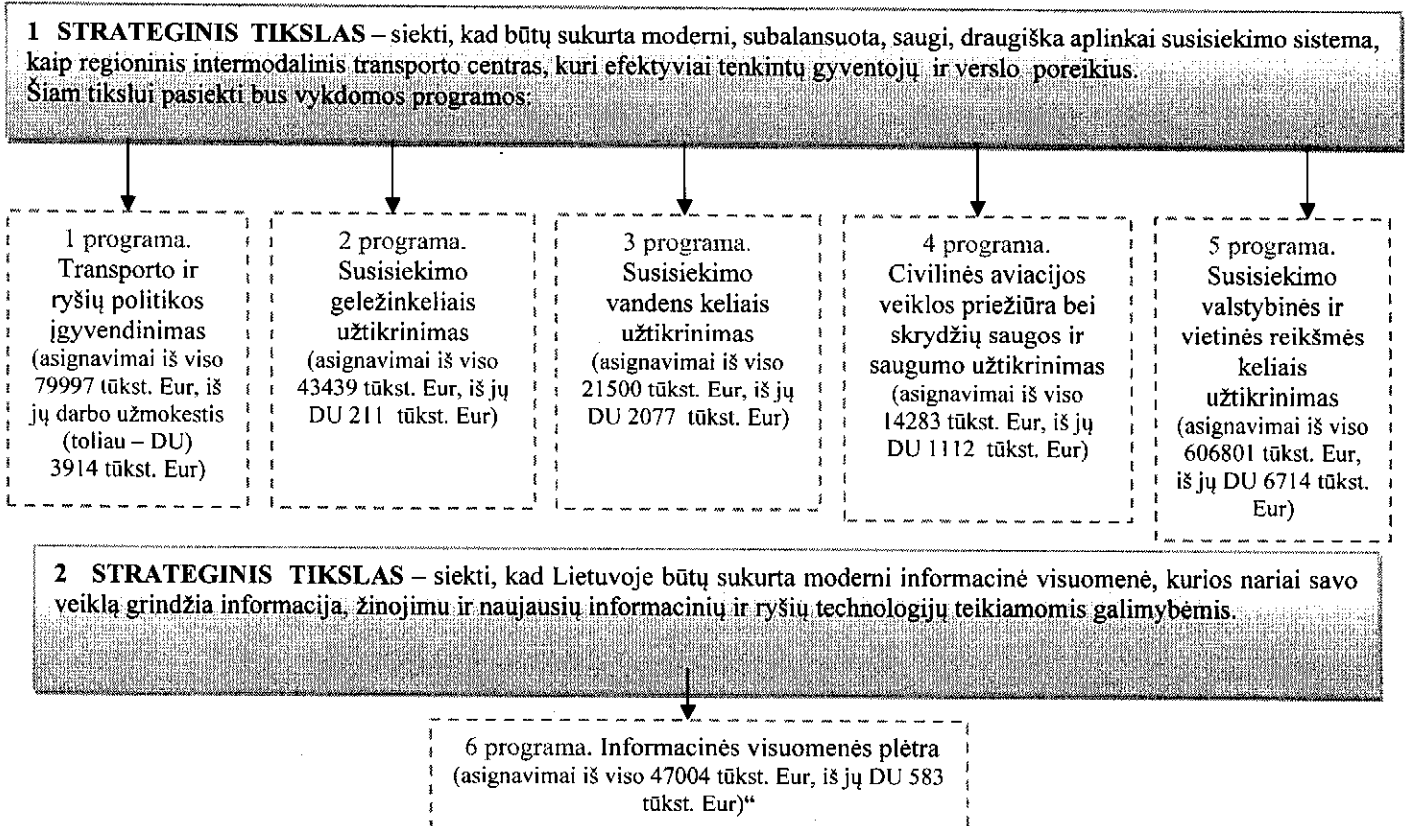 1 STRATEGINIS TIKSLAS – siekti, kad būtų sukurta moderni, subalansuota, saugi, draugiška aplinkai susisiekimo sistema,
kaip regioninis intermodalinis transporto centras, kuri efektyviai tenkintų gyventojų ir verslo poreikius.
Šiam tikslui pasiekti bus vykdomos programos:
1 programa.
Transporto ir
ryšių politikos
įgyvendinimas
(asignavimai iš viso
79997 tūkst. Eur, iš
jų darbo užmokestis
(toliau – DU)
3914 tūkst. Eur)
2 programa.
Susisiekimo
geležinkeliais
užtikrinimas
(asignavimai iš viso
43439 tūkst. Eur, iš jų
DU 211 tūkst. Eur)
3 programa.
Susisiekimo
vandens keliais
užtikrinimas
(asignavimai iš viso
21500 tūkst. Eur, iš jų
DU 2077 tūkst. Eur)
4 programa.
Civilinės aviacijos
veiklos priežiūra bei
skrydžių saugos ir
saugumo užtikrinimas
(asignavimai iš viso
14283 tūkst. Eur, iš jų
DU 1112 tūkst. Eur)
5 programa.
Susisiekimo
valstybinės ir
vietinės reikšmės
keliais
užtikrinimas
(asignavimai iš viso
606801 tūkst. Eur,
iš jų DU 6714 tūkst.
Eur)
2 STRATEGINIS TIKSLAS – siekti, kad Lietuvoje būtų sukurta moderni informacinė visuomenė, kurios nariai savo
veiklą grindžia informacija, žinojimu ir naujausių informacinių ir ryšių technologijų teikiamomis galimybėmis.
6 programa. Informacinės visuomenės plėtra
(asignavimai iš viso 47004 tūkst. Eur, iš jų DU 583
tūkst. Eur)“